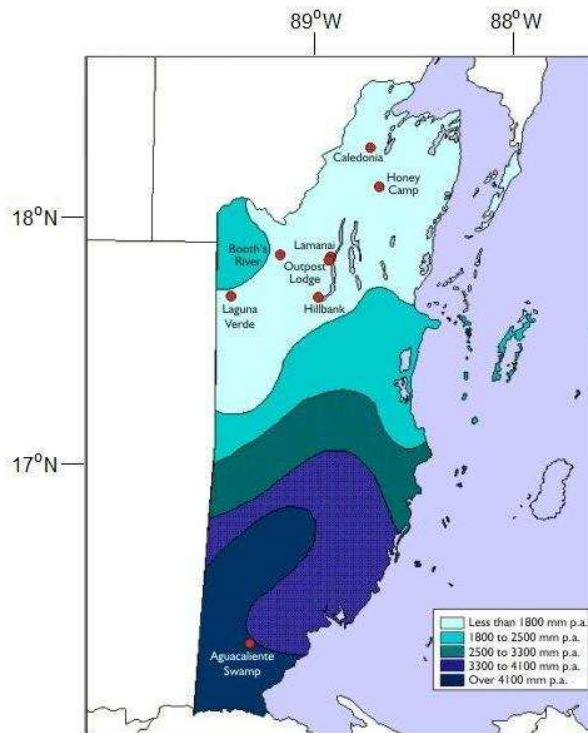 89°W
88°W
Caledonia
Honey
Camp
18°N
Booth's
River
Lamanai
Outpost
Lodge
Laguna
Verde
Hillbank
17°N
Aguacaliente
Swamp
Less than 1800 mm p.a.
1800 to 2500 mm p.a.
2500 to 3300 mm p.a.
3300 to 4100 mm p.a.
Over 4100 mm p.a.